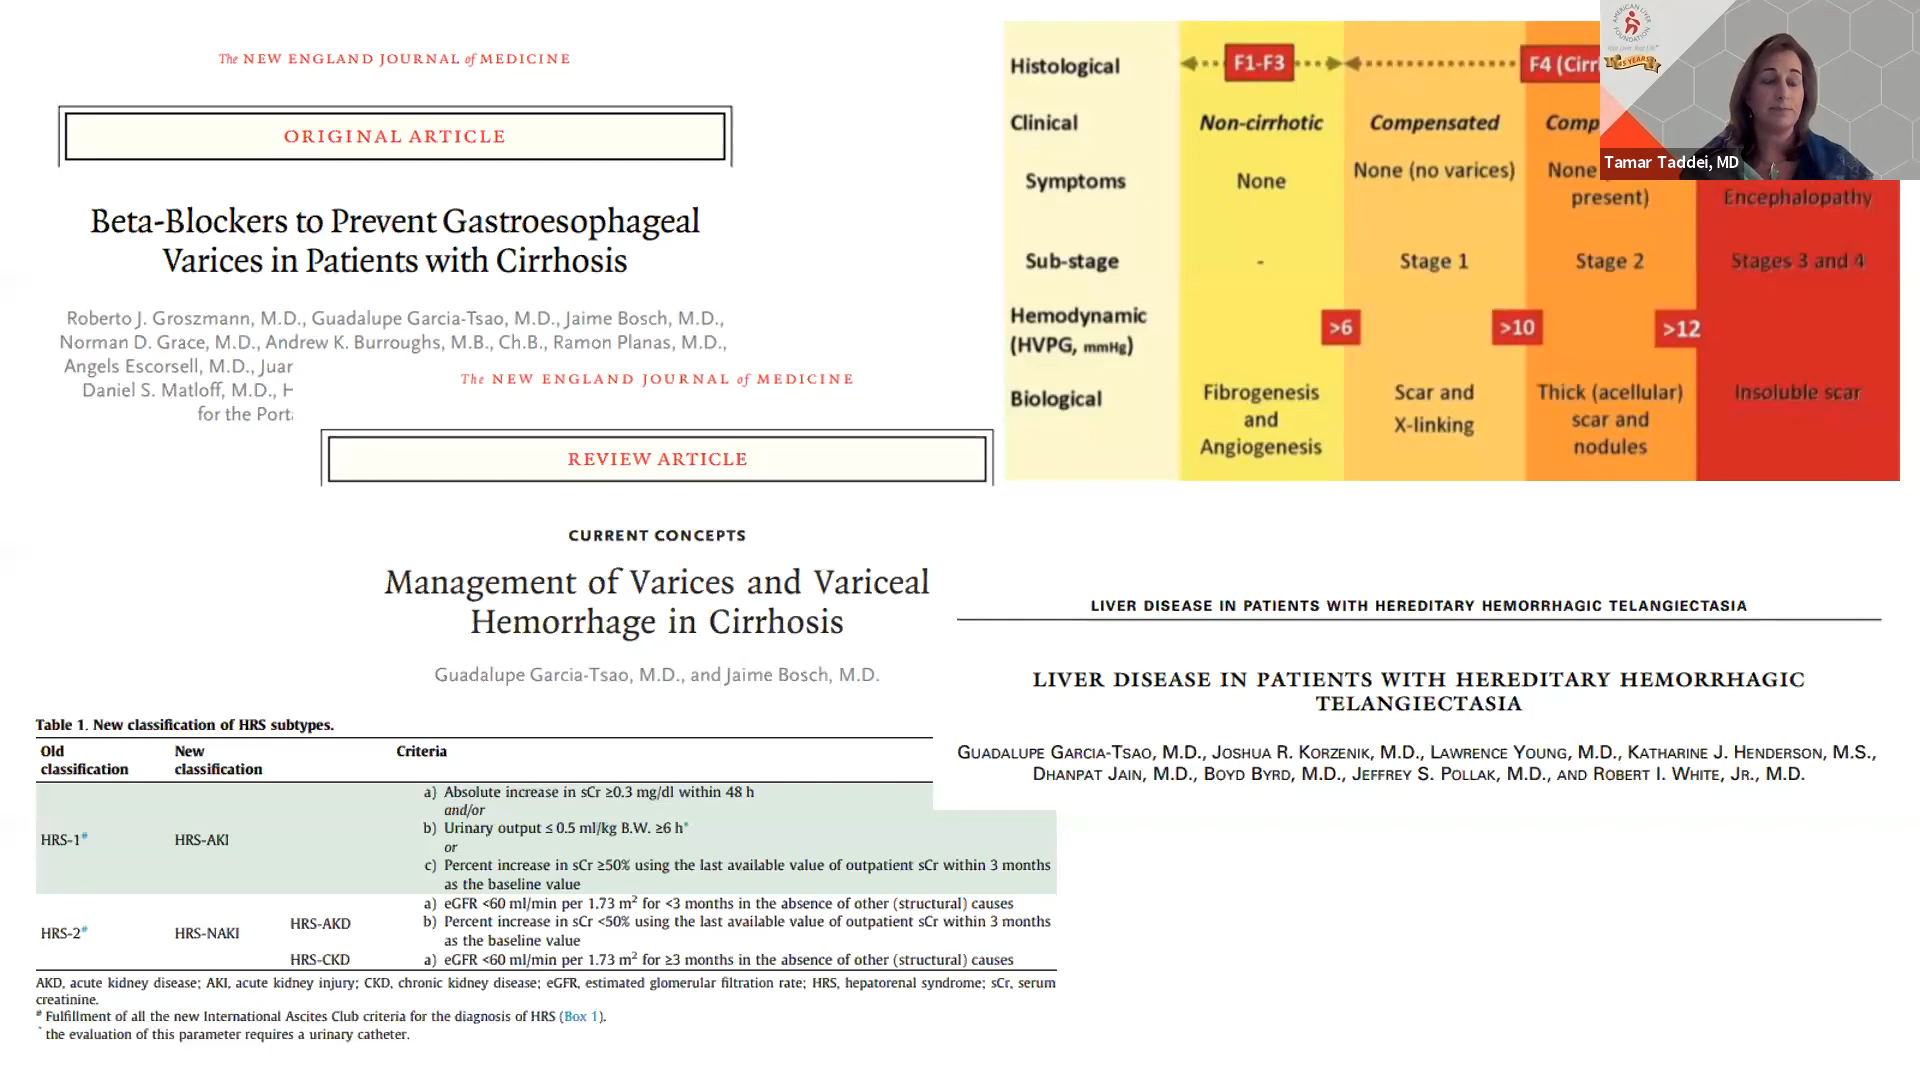 The NEW ENGLAND JOURNAL of MEDICINE
ORIGINAL ARTICLE
Beta-Blockers to Prevent Gastroesophageal
Varices in Patients with Cirrhosis
Roberto J. Groszmann, M.D., Guadalupe Garcia-Tsao, M.D., Jaime Bosch, M.D.,
Norman D. Grace, M.D., Andrew K. Burroughs, M.B., Ch.B., Ramon Planas, M.D.,
Angels Escorsell, M.D., Juar
Daniel S. Matloff, M.D., H
for the Port
The NEW ENGLAND JOURNAL of MEDICINE
REVIEW ARTICLE
CURRENT CONCEPTS
Management of Varices and Variceal
Hemorrhage in Cirrhosis
Guadalupe Garcia-Tsao, M.D., and Jaime Bosch, M.D.
Histological F1-F3 F4 (Cirr
Clinical Non-cirrhotic Compensated Comp
Symptoms None None (no varices) None
present) Encephalopathy
Sub-stage - Stage 1 Stage 2 Stages 3 and 4
Hemodynamic
(HVPG, mmHg) >6 >10 >12
Biological Fibrogenesis Scar and Thick (acellular) Insoluble scar
and X-linking scar and
Angiogenesis nodules
AMERICAN LIVER FOUNDATION
45 YEARS
Tamar Taddei, MD
LIVER DISEASE IN PATIENTS WITH HEREDITARY HEMORRHAGIC TELANGIECTASIA
LIVER DISEASE IN PATIENTS WITH HEREDITARY HEMORRHAGIC
TELANGIECTASIA
GUADALUPE GARCIA-TSAO, M.D., JOSHUA R. KORZENIK, M.D., LAWRENCE YOUNG, M.D., KATHARINE J. HENDERSON, M.S.,
DHANPAT JAIN, M.D., BOYD BYRD, M.D., JEFFREY S. POLLAK, M.D., AND ROBERT I. WHITE, JR., M.D.
Table 1. New classification of HRS subtypes.
Old classification New classification Criteria
HRS-1# HRS-AKI
a) Absolute increase in sCr ≥0.3 mg/dl within 48 h
and/or
b) Urinary output ≤ 0.5 ml/kg B.W. ≥6 h*
or
c) Percent increase in sCr ≥50% using the last available value of outpatient sCr within 3 months
as the baseline value
HRS-2# HRS-NAKI HRS-AKD
a) eGFR <60 ml/min per 1.73 m² for <3 months in the absence of other (structural) causes
b) Percent increase in sCr <50% using the last available value of outpatient sCr within 3 months
as the baseline value
HRS-CKD a) eGFR <60 ml/min per 1.73 m² for ≥3 months in the absence of other (structural) causes
AKD, acute kidney disease; AKI, acute kidney injury; CKD, chronic kidney disease; eGFR, estimated glomerular filtration rate; HRS, hepatorenal syndrome; sCr, serum
creatinine.
# Fulfillment of all the new International Ascites Club criteria for the diagnosis of HRS (Box 1).
* the evaluation of this parameter requires a urinary catheter.